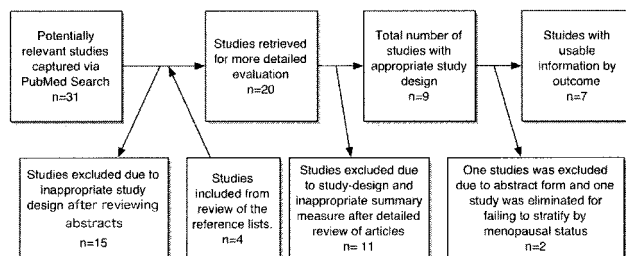 Potentially
relevant studies
captured via
PubMed Search
n=31
Studies retrieved
for more detailed
evaluation
n=20
Total number of
studies with
appropriate study
design
n=9
Stuides with
usable
information by
outcome
n=7
Studies excluded due to
inappropriate study
design after reviewing
abstracts
n=15
Studies
included from
review of the
reference lists.
n=4
Studies excluded due
to study-design and
inappropriate summary
measure after detailed
review of articles
n= 11
One studies was excluded
due to abstract form and one
study was eliminated for
failing to stratify by
menopausal status
n=2